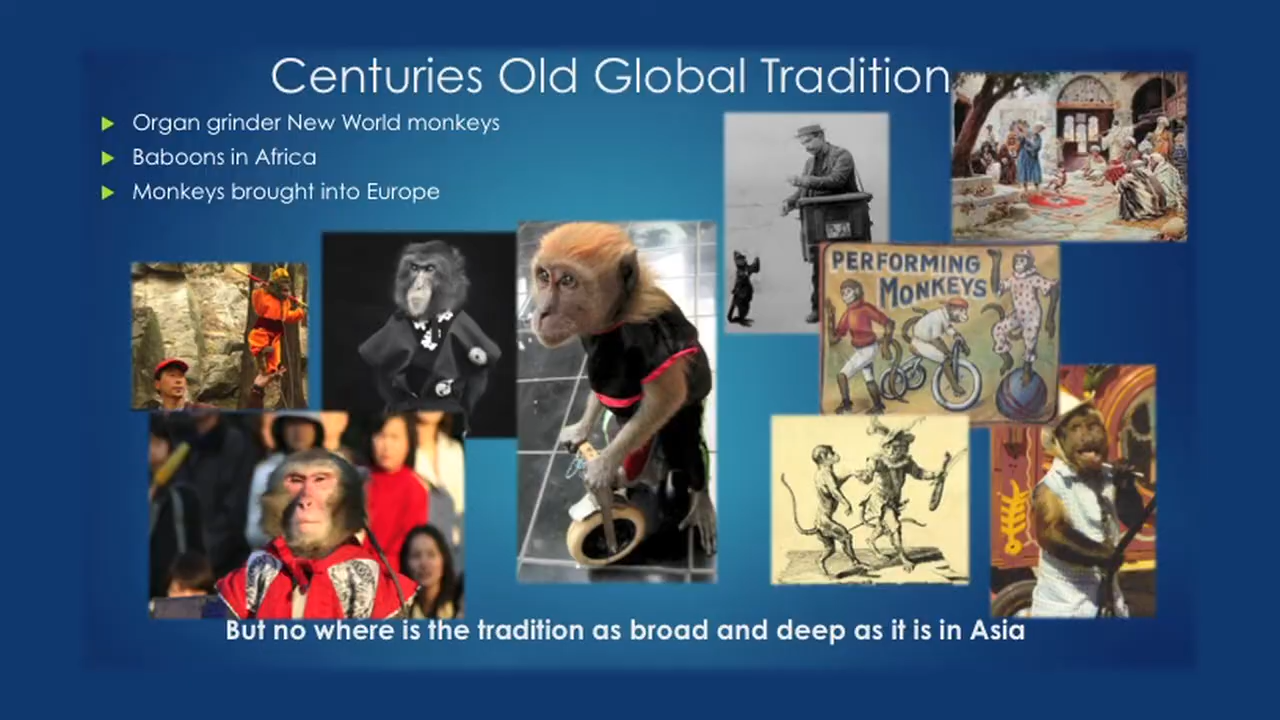 Centuries Old Global Tradition
Organ grinder New World monkeys
Baboons in Africa
Monkeys brought into Europe
PERFORMING
MONKEYS
But no where is the tradition as broad and deep as it is in Asia